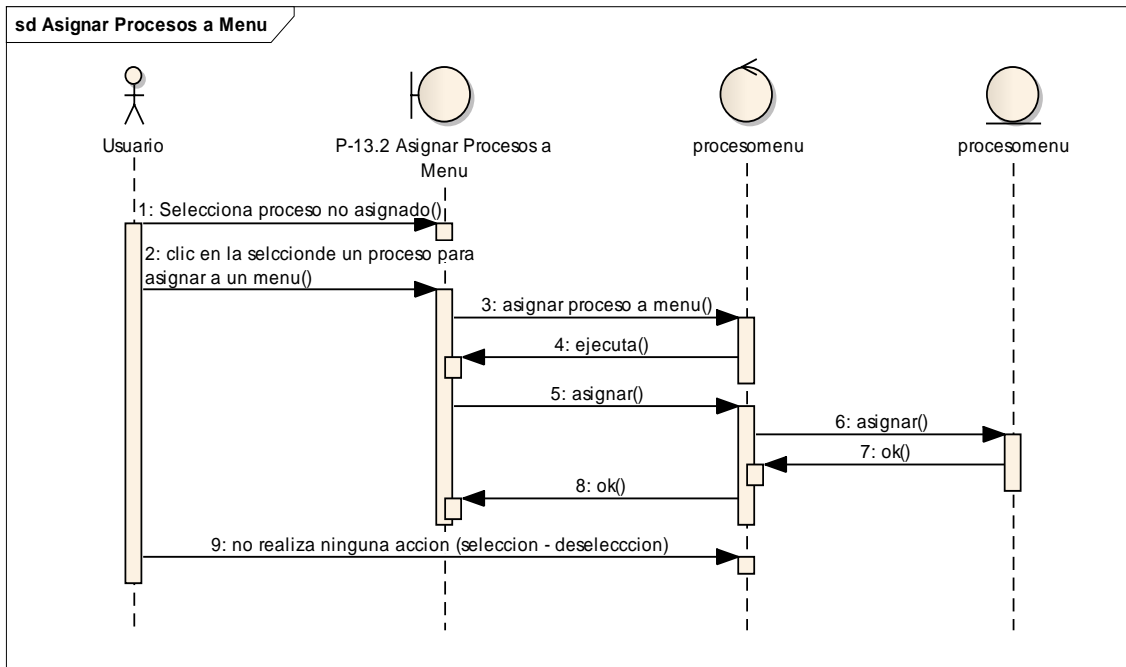 sd Asignar Procesos a Menu
Usuario
P-13.2 Asignar Procesos a
Menu
procesomenu
procesomenu
1: Selecciona proceso no asignado()
2: clic en la selccionde un proceso para
asignar a un menu()
3: asignar proceso a menu()
4: ejecuta()
5: asignar()
6: asignar()
7: ok()
8: ok()
9: no realiza ninguna accion (seleccion - deselecccion)